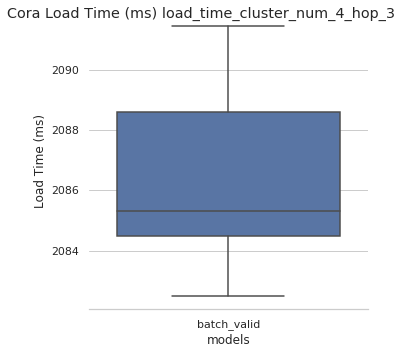 Cora Load Time (ms) load_time_cluster_num_4_hop_3
2090
2088
2086
2084
Load Time (ms)
batch_valid
models